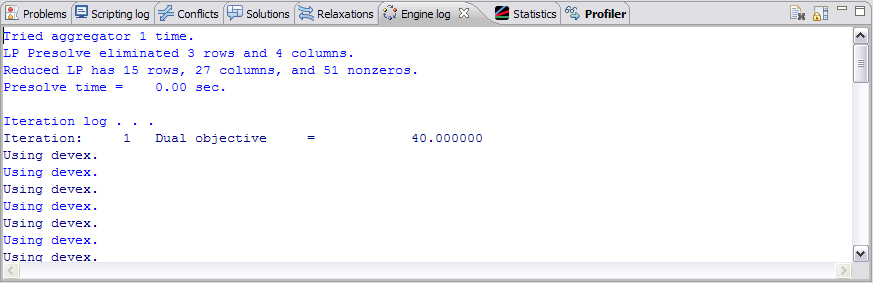 Problems Scripting log Conflicts Solutions Relaxations Engine log Statistics Profiler
Tried aggregator 1 time.
LP Presolve eliminated 3 rows and 4 columns.
Reduced LP has 15 rows, 27 columns, and 51 nonzeros.
Presolve time =    0.00 sec.
Iteration log . . .
Iteration:     1   Dual objective     =            40.000000
Using devex.
Using devex.
Using devex.
Using devex.
Using devex.
Using devex.
Using devex.